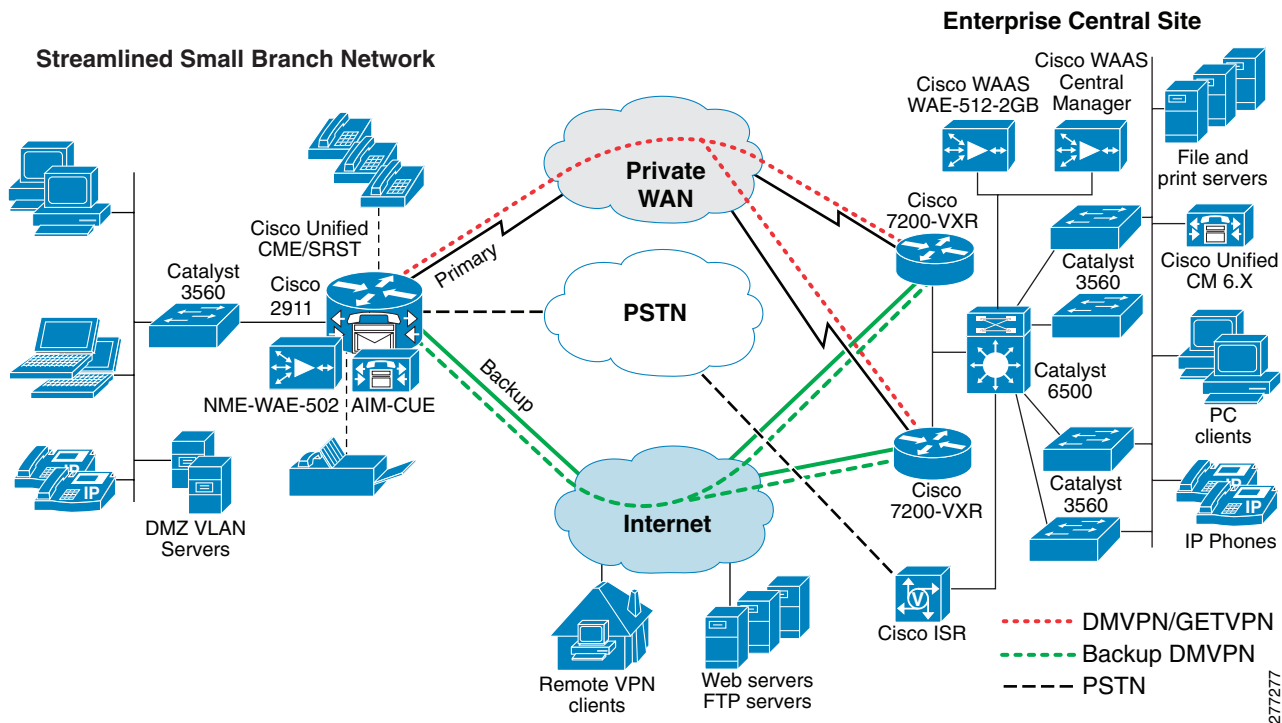 Enterprise Central Site
Streamlined Small Branch Network
Cisco WAAS
WAE-512-2GB
Cisco WAAS
Central
Manager
File and
print servers
Private
WAN
Cisco
7200-VXR
Cisco Unified
CME/SRST
Primary
Catalyst
3560
Cisco
2911
Catalyst
3560
Cisco Unified
CM 6.X
PSTN
NME-WAE-502
AIM-CUE
Backup
Catalyst
6500
PC
clients
IP
IP
DMZ VLAN
Servers
Internet
Cisco
7200-VXR
Catalyst
3560
IP
IP
IP Phones
V
Cisco ISR
Remote VPN
clients
Web servers
FTP servers
DMVPN/GETVPN
Backup DMVPN
PSTN
277277